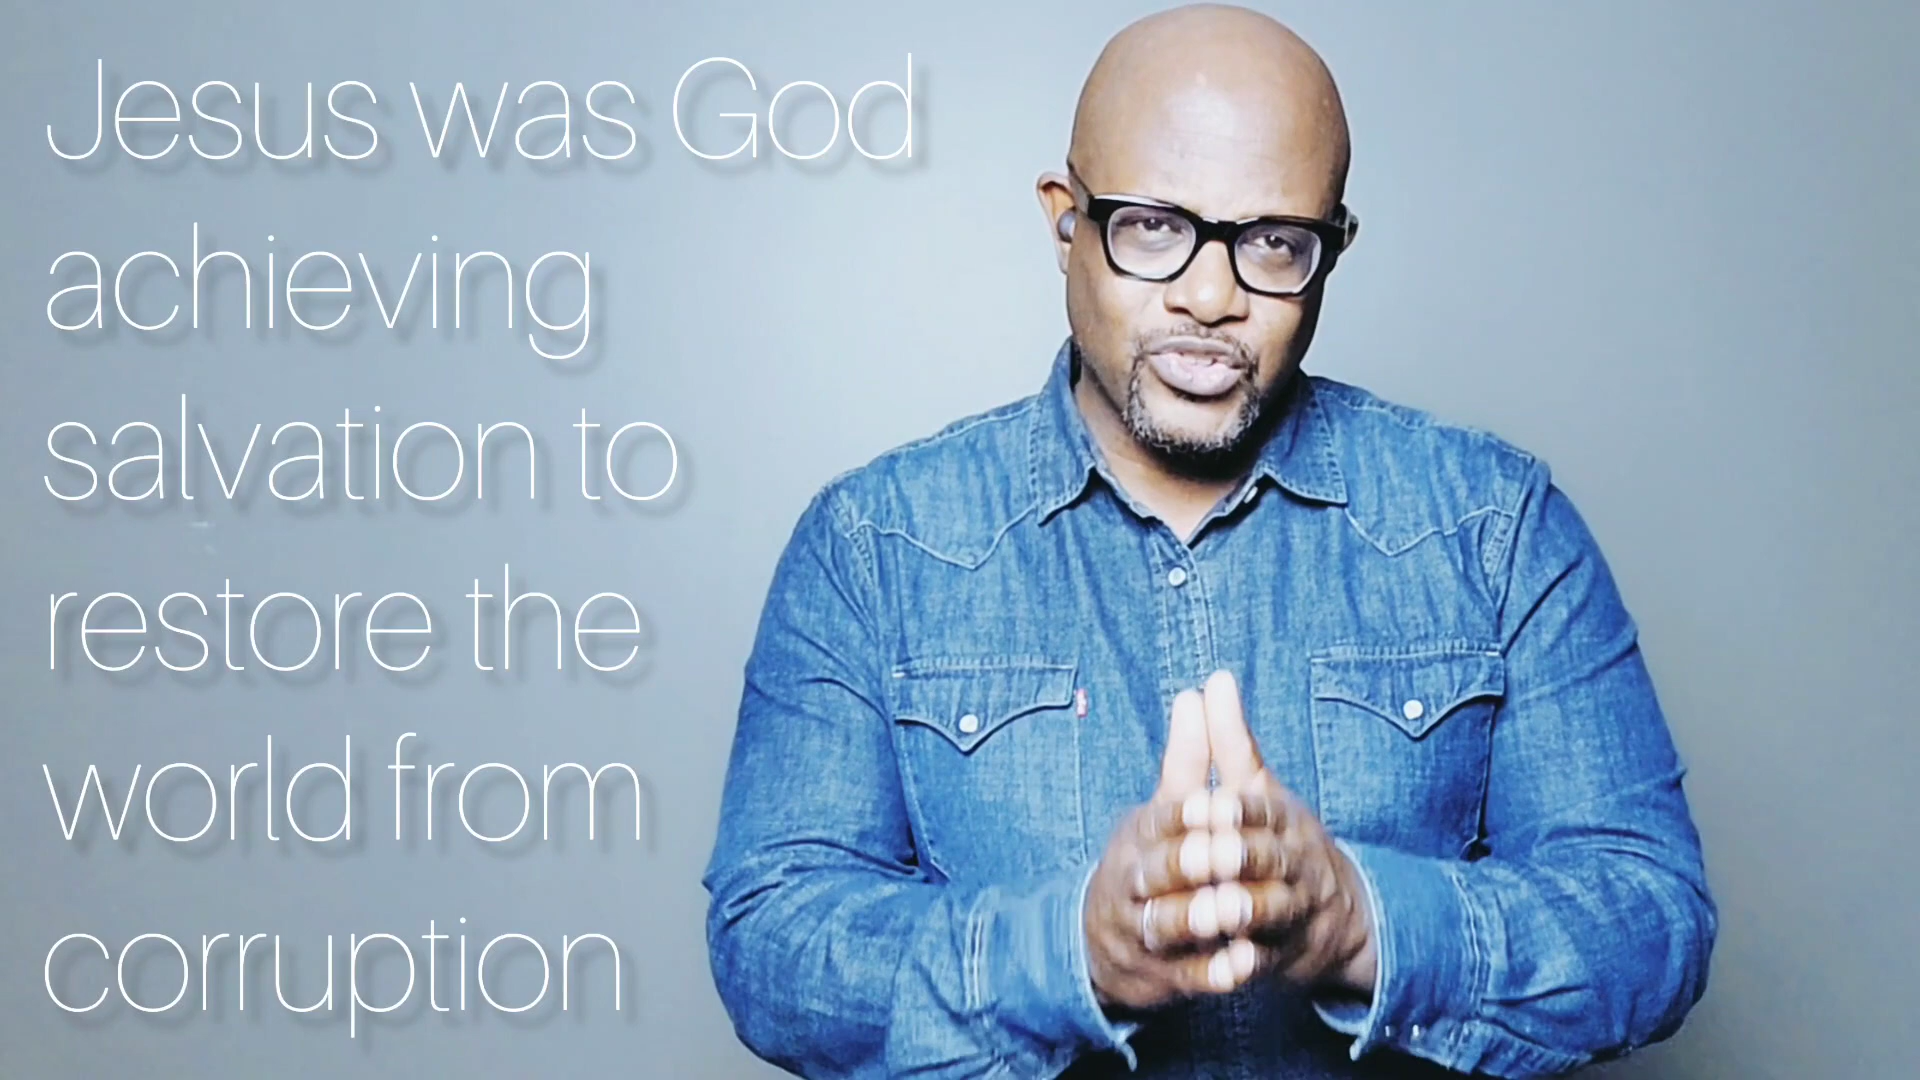 Jesus was God
achieving
salvation to
restore the
world from
corruption